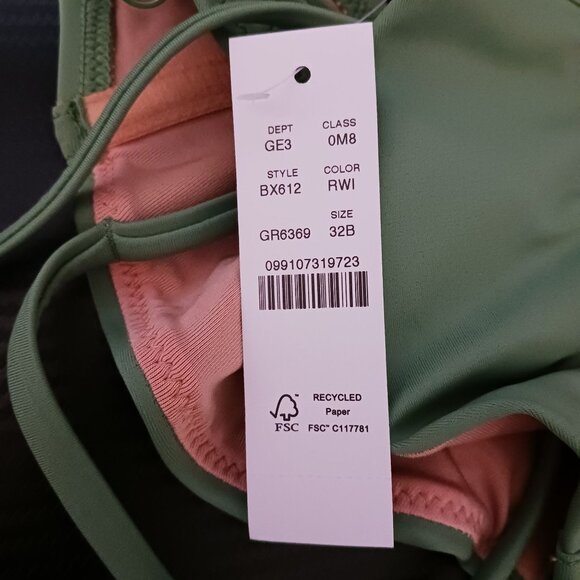 DEPT CLASS
GE3 0M8
STYLE COLOR
BX612 RWI
SIZE
GR6369 32B
099107319723
RECYCLED
Paper
FSC FSC™ C117781